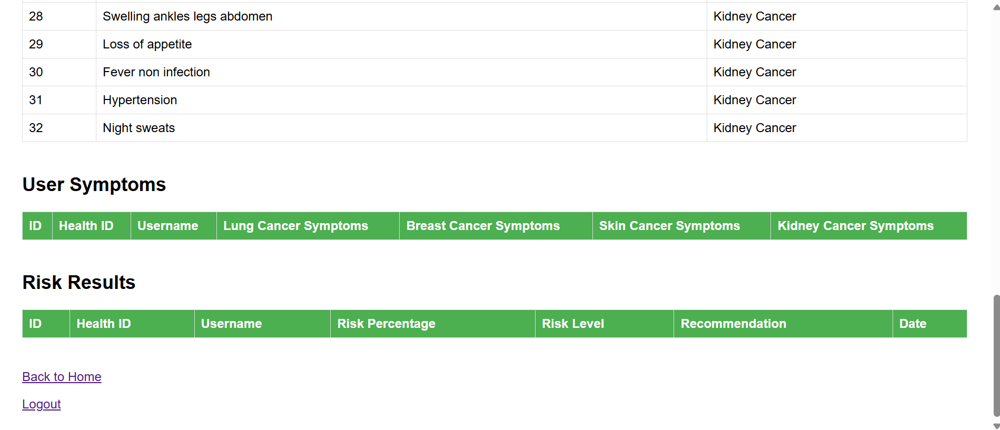 28 Swelling ankles legs abdomen Kidney Cancer
29 Loss of appetite Kidney Cancer
30 Fever non infection Kidney Cancer
31 Hypertension Kidney Cancer
32 Night sweats Kidney Cancer
User Symptoms
ID Health ID Username Lung Cancer Symptoms Breast Cancer Symptoms Skin Cancer Symptoms Kidney Cancer Symptoms
Risk Results
ID Health ID Username Risk Percentage Risk Level Recommendation Date
Back to Home
Logout